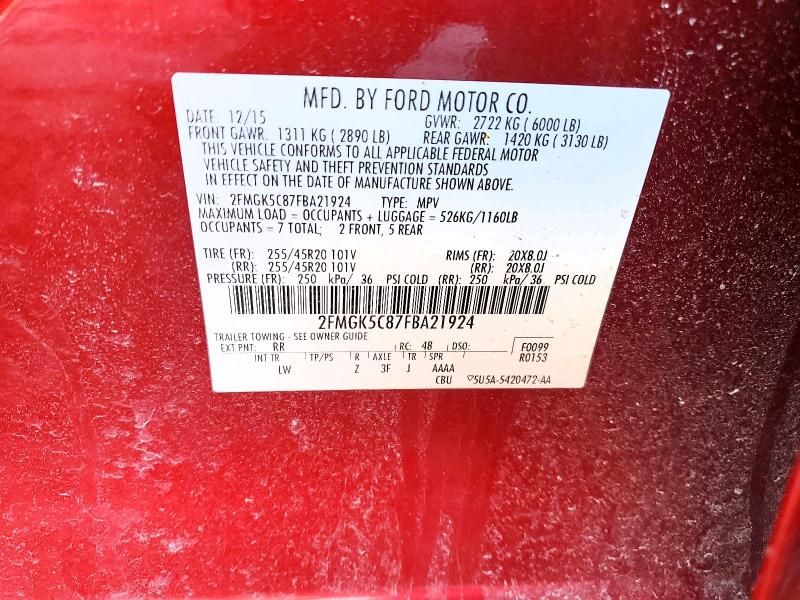 MFD. BY FORD MOTOR CO.
DATE: 12/15 GVWR: 2722 KG ( 6000 LB)
FRONT GAWR: 1311 KG ( 2890 LB) REAR GAWR: 1420 KG ( 3130 LB)
THIS VEHICLE CONFORMS TO ALL APPLICABLE FEDERAL MOTOR
VEHICLE SAFETY AND THEFT PREVENTION STANDARDS
IN EFFECT ON THE DATE OF MANUFACTURE SHOWN ABOVE.
VIN: 2FMGK5C87FBA21924 TYPE: MPV
MAXIMUM LOAD = OCCUPANTS + LUGGAGE = 526KG/1160LB
OCCUPANTS = 7 TOTAL; 2 FRONT, 5 REAR
TIRE (FR): 255/45R20 101V RIMS (FR): 20X8.0J
(RR): 255/45R20 101V (RR): 20X8.0J
PRESSURE (FR): 250 kPa/ 36 PSI COLD (RR): 250 kPa/ 36 PSI COLD
2FMGK5C87FBA21924
TRAILER TOWING - SEE OWNER GUIDE
EXT PNT: RR RC: 48 DSO: F0099
INT TR TP/PS R AXLE TR SPR R0153
LW Z 3F J AAAA
CBU ▽5U5A-5420472-AA